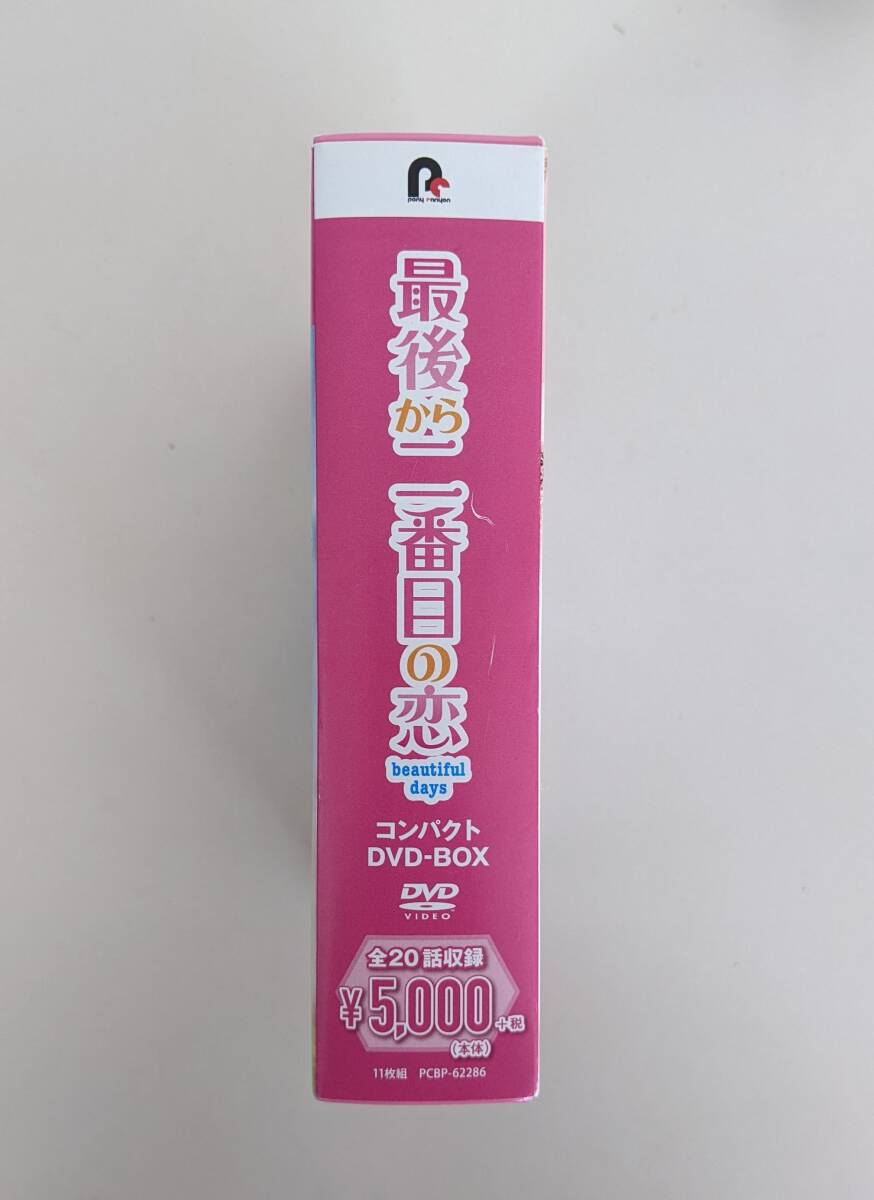 pony canyon
最後から
二番目の恋
beautiful
days
コンパクト
DVD-BOX
DVD
VIDEO
全20話収録
¥5,000+税
(本体)
11枚組 PCBP-62286